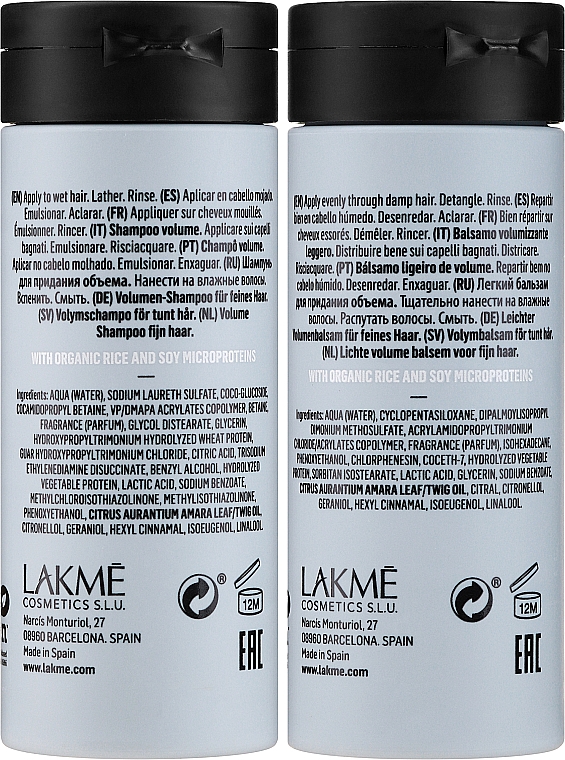 (EN) Apply to wet hair. Lather. Rinse. (ES) Aplicar en cabello mojado.
Emulsionar. Aclarar. (FR) Appliquer sur cheveux mouillés.
Émulsionner. Rincer. (IT) Shampoo volume. Applicare sui capelli
bagnati. Emulsionare. Risciacquare. (PT) Champô volume.
Aplicar no cabelo molhado. Emulsionar. Enxaguar. (RU) Шампунь
для придания объема. Нанести на влажные волосы.
Вспенить. Смыть. (DE) Volumen-Shampoo für feines Haar.
(SV) Volymschampo för tunt hår. (NL) Volume
Shampoo fijn haar.
WITH ORGANIC RICE AND SOY MICROPROTEINS
Ingredients: AQUA (WATER), SODIUM LAURETH SULFATE, COCO-GLUCOSIDE,
COCAMIDOPROPYL BETAINE, VP/DMAPA ACRYLATES COPOLYMER, BETAINE,
FRAGRANCE (PARFUM), GLYCOL DISTEARATE, GLYCERIN,
HYDROXYPROPYLTRIMONIUM HYDROLYZED WHEAT PROTEIN,
GUAR HYDROXYPROPYLTRIMONIUM CHLORIDE, CITRIC ACID, TRISODIUM
ETHYLENEDIAMINE DISUCCINATE, BENZYL ALCOHOL, HYDROLYZED
VEGETABLE PROTEIN, LACTIC ACID, SODIUM BENZOATE,
METHYLCHLOROISOTHIAZOLINONE, METHYLISOTHIAZOLINONE,
PHENOXYETHANOL, CITRUS AURANTIUM AMARA LEAF/TWIG OIL,
CITRONELLOL, GERANIOL, HEXYL CINNAMAL, ISOEUGENOL, LINALOOL.
LAKMĒ
COSMETICS S.L.U.
Narcís Monturiol, 27
08960 BARCELONA. SPAIN
Made in Spain
www.lakme.com
®
12M
EAC
(EN) Apply evenly through damp hair. Detangle. Rinse. (ES) Repartir
bien en cabello húmedo. Desenredar. Aclarar. (FR) Bien répartir sur
cheveux essorés. Démêler. Rincer. (IT) Balsamo volumizzante
leggero. Distribuire bene sui capelli bagnati. Districare.
Risciacquare. (PT) Bálsamo ligeiro de volume. Repartir bem no
cabelo húmido. Desenredar. Enxaguar. (RU) Легкий бальзам
для придания объема. Тщательно нанести на влажные
волосы. Распутать волосы. Смыть. (DE) Leichter
Volumenbalsam für feines Haar. (SV) Volymbalsam för tunt hår.
(NL) Lichte volume balsem voor fijn haar.
WITH ORGANIC RICE AND SOY MICROPROTEINS
Ingredients: AQUA (WATER), CYCLOPENTASILOXANE, DIPALMOYLISOPROPYL
DIMONIUM METHOSULFATE, ACRYLAMIDOPROPYLTRIMONIUM
CHLORIDE/ACRYLATES COPOLYMER, FRAGRANCE (PARFUM), ISOHEXADECANE,
PHENOXYETHANOL, CHLORPHENESIN, COCETH-7, HYDROLYZED VEGETABLE
PROTEIN, SORBITAN ISOSTEARATE, LACTIC ACID, GLYCERIN, SODIUM BENZOATE,
CITRUS AURANTIUM AMARA LEAF/TWIG OIL, CITRAL, CITRONELLOL,
GERANIOL, HEXYL CINNAMAL, ISOEUGENOL, LINALOOL.
LAKMĒ
COSMETICS S.L.U.
Narcís Monturiol, 27
08960 BARCELONA. SPAIN
Made in Spain
www.lakme.com
®
12M
EAC